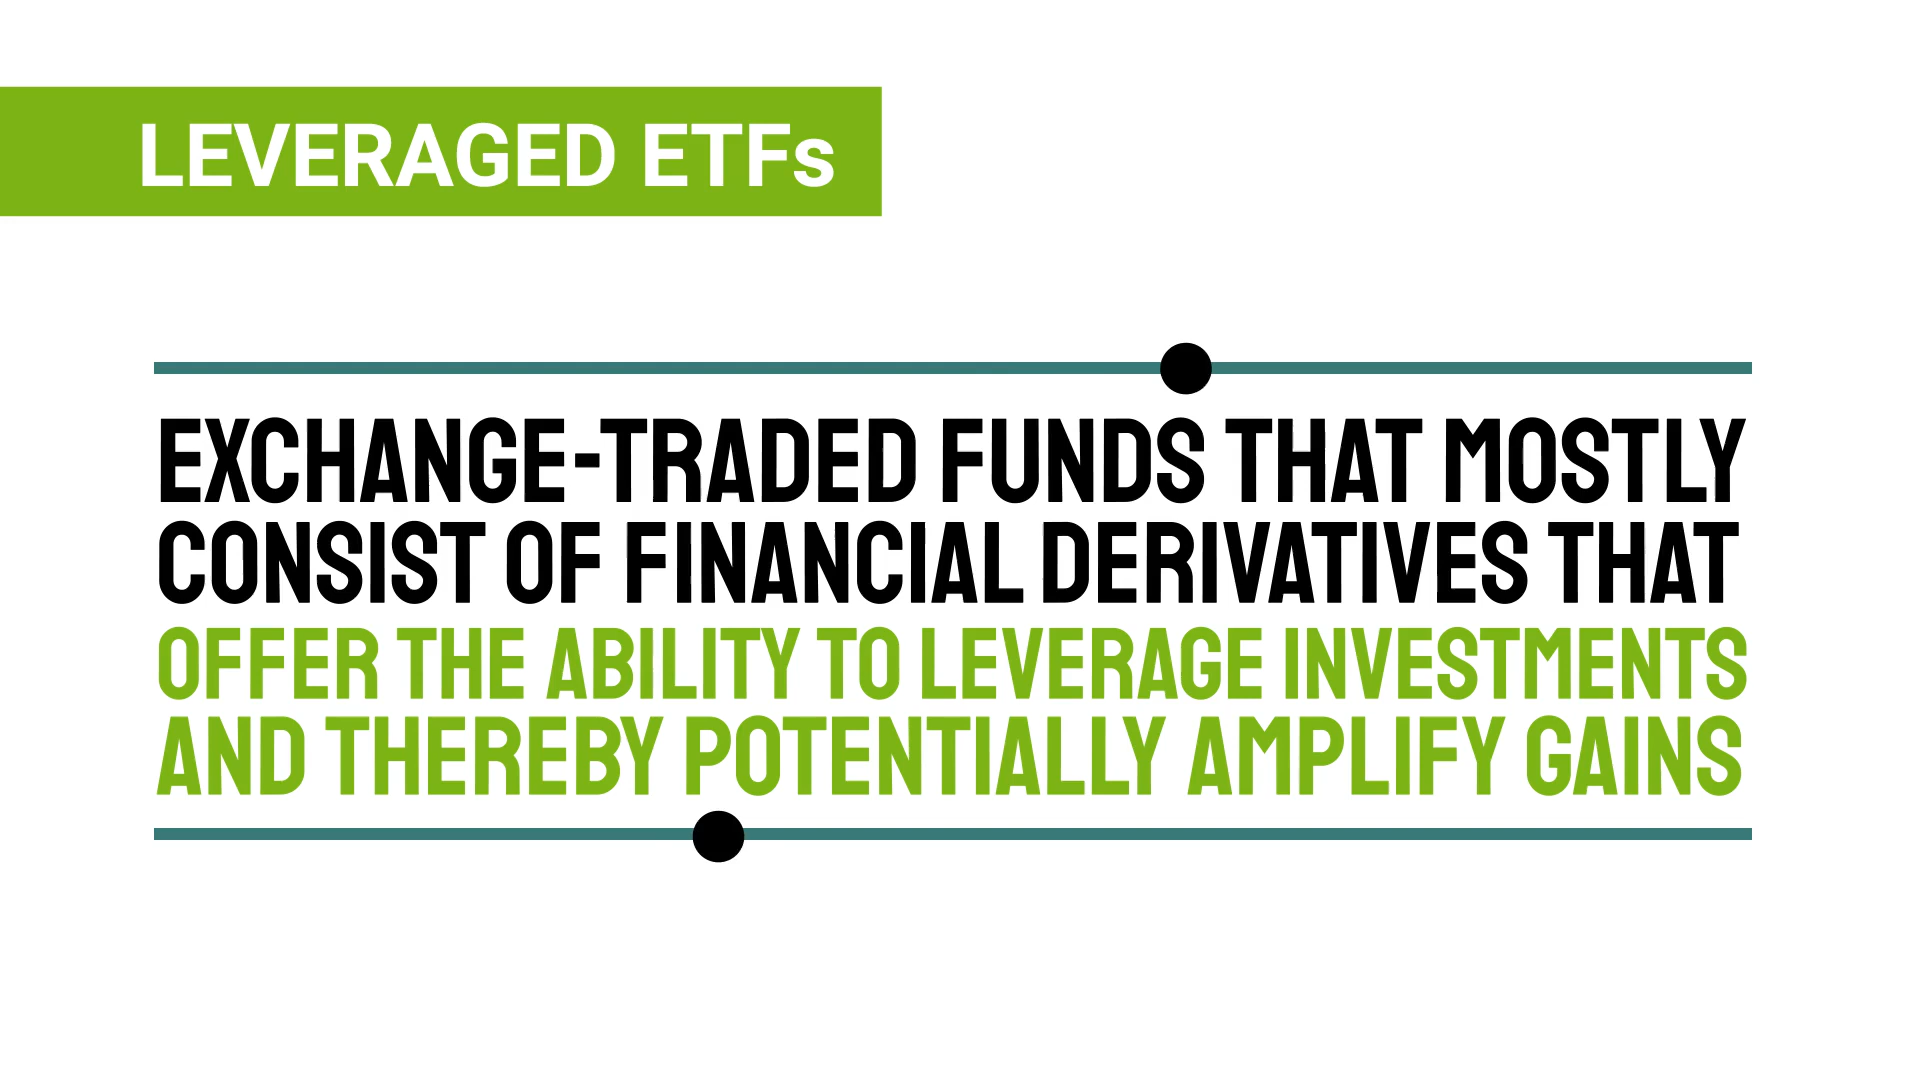 LEVERAGED ETFs
EXCHANGE-TRADED FUNDS THAT MOSTLY
CONSIST OF FINANCIAL DERIVATIVES THAT
OFFER THE ABILITY TO LEVERAGE INVESTMENTS
AND THEREBY POTENTIALLY AMPLIFY GAINS